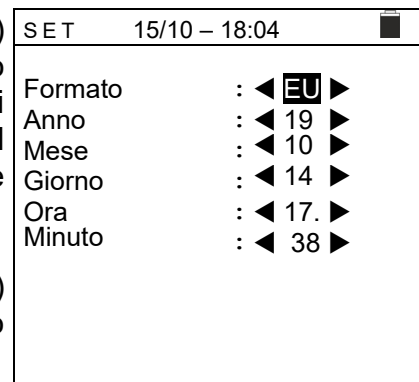 SET 15/10 – 18:04
Formato : ◀ EU ▶
Anno : ◀ 19 ▶
Mese : ◀ 10 ▶
Giorno : ◀ 14 ▶
Ora : ◀ 17. ▶
Minuto : ◀ 38 ▶